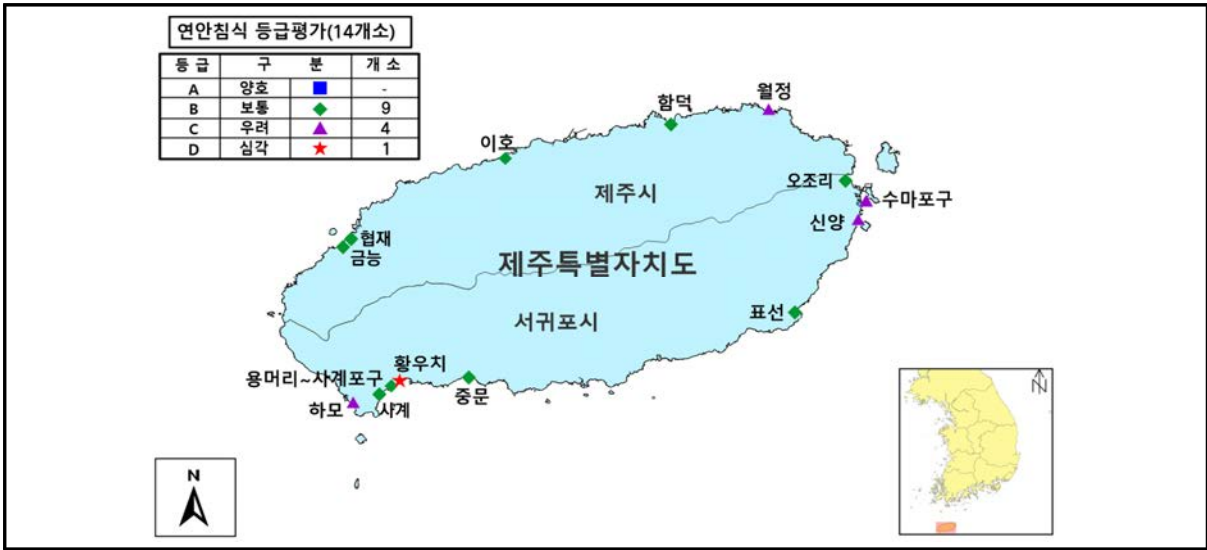 연안침식 등급평가(14개소)
등 급 구 분 개 소
A 양호 -
B 보통 9
C 우려 4
D 심각 1
월정
함덕
이호
오조리
제주시
수마포구
신양
협재
금능
제주특별자치도
표선
서귀포시
황우치
용머리~사계포구
중문
하모
사계
N
N